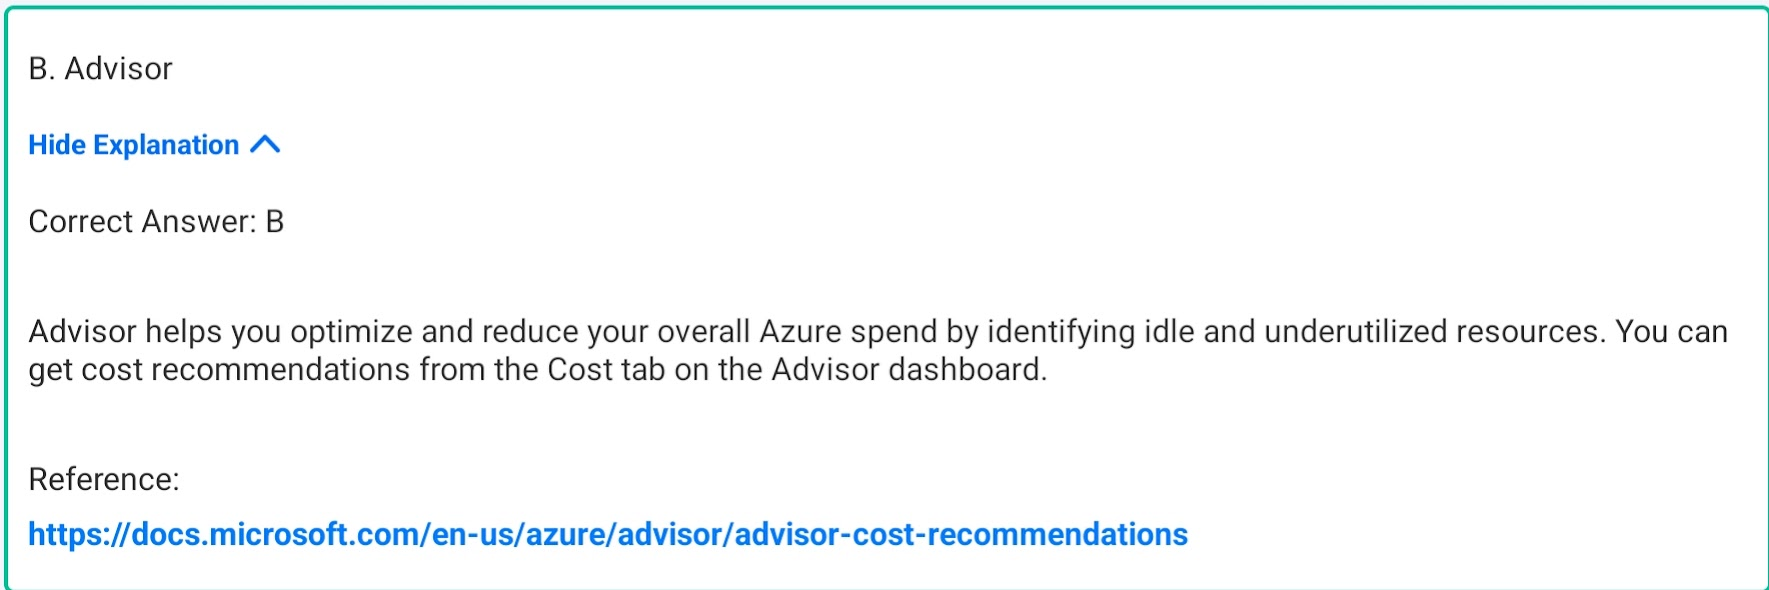 B. Advisor
Hide Explanation
Correct Answer: B
Advisor helps you optimize and reduce your overall Azure spend by identifying idle and underutilized resources. You can
get cost recommendations from the Cost tab on the Advisor dashboard.
Reference:
https://docs.microsoft.com/en-us/azure/advisor/advisor-cost-recommendations